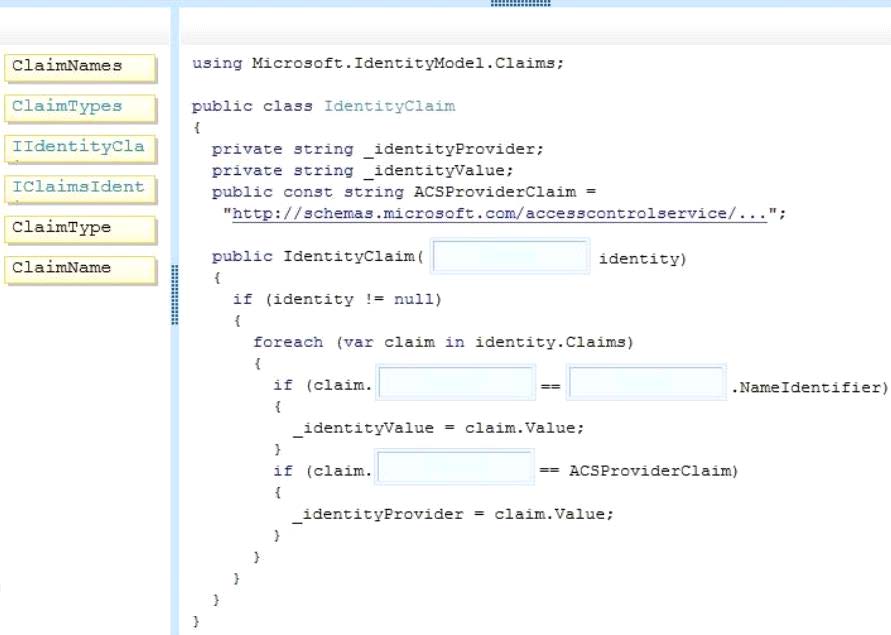 ClaimNames
ClaimTypes
IIdentityCla
IClaimsIdent
ClaimType
ClaimName
using Microsoft.IdentityModel.Claims;
public class IdentityClaim
{
private string _identityProvider;
private string _identityValue;
public const string ACSProviderClaim =
"http://schemas.microsoft.com/accesscontrolservice/...";
public IdentityClaim( identity)
{
if (identity != null)
{
foreach (var claim in identity.Claims)
{
if (claim. == .NameIdentifier)
{
_identityValue = claim.Value;
}
if (claim. == ACSProviderClaim)
{
_identityProvider = claim.Value;
}
}
}
}
}